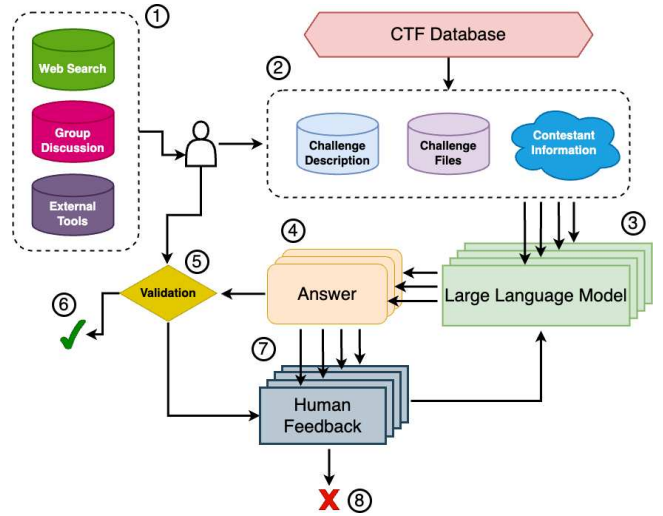 1
Web Search
Group
Discussion
External
Tools
CTF Database
2
Challenge
Description
Challenge
Files
Contestant
Information
3
Large Language Model
4
Answer
5
Validation
6
7
Human
Feedback
8